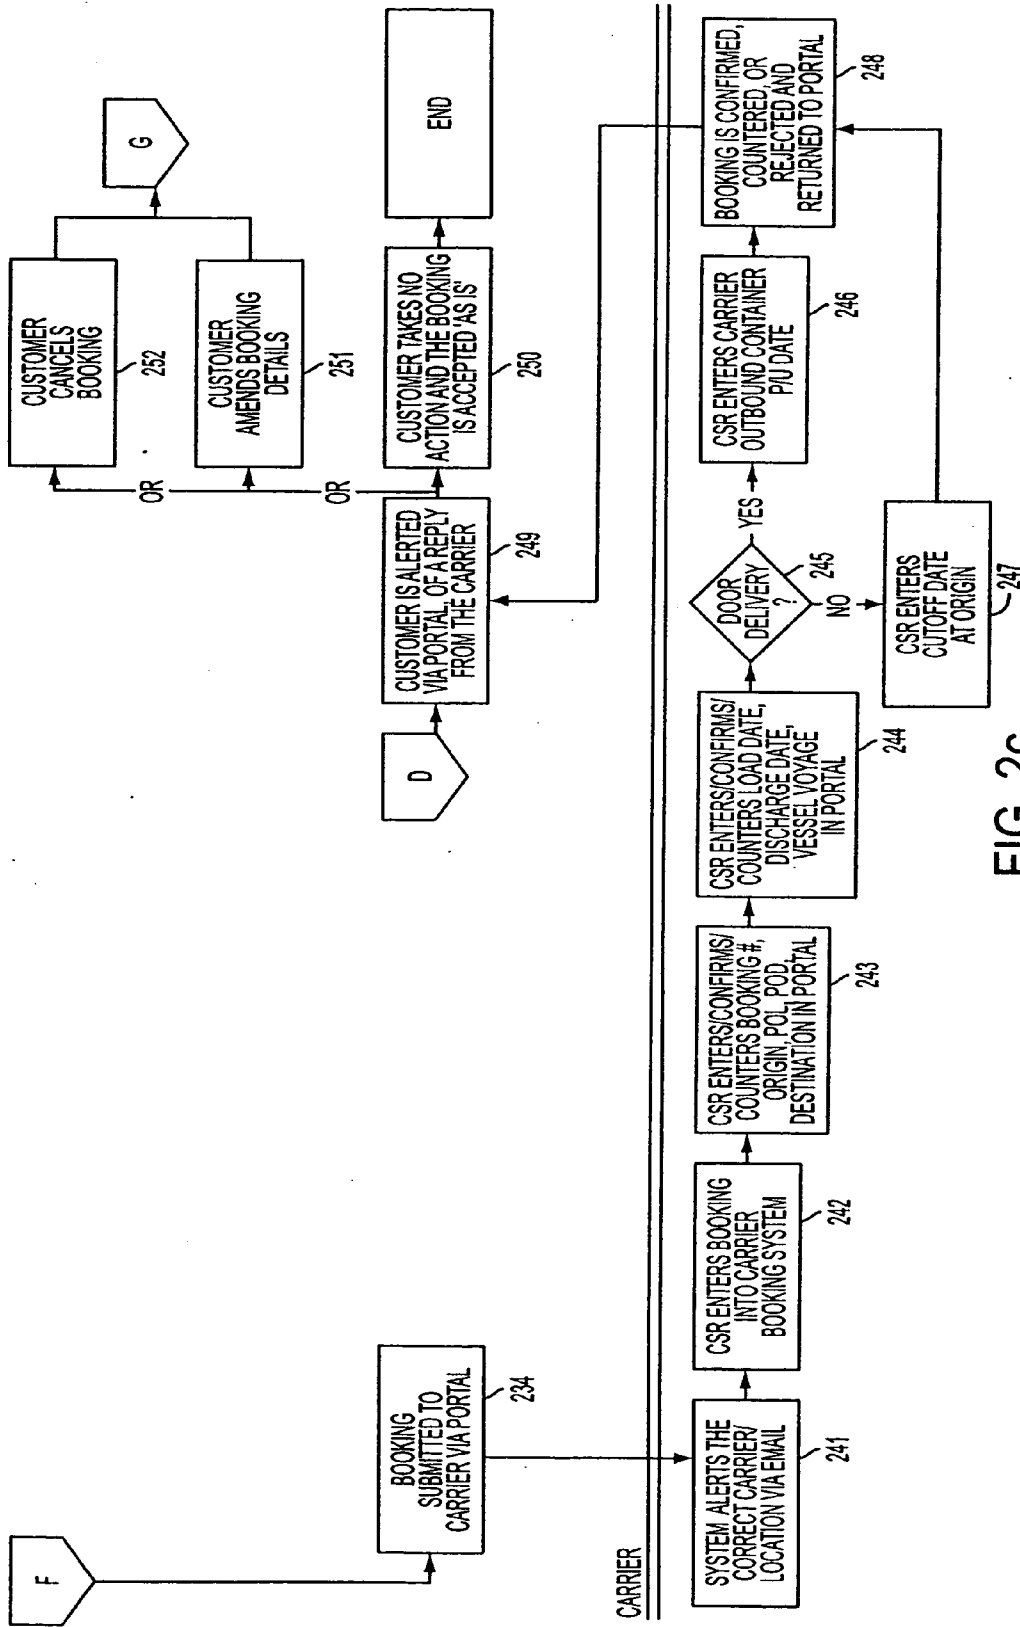 F
BOOKING
SUBMITTED TO
CARRIER VIA PORTAL
234
D
CUSTOMER IS ALERTED
VIA PORTAL, OF A REPLY
FROM THE CARRIER
249
OR
OR
CUSTOMER
CANCELS
BOOKING
252
CUSTOMER
AMENDS BOOKING
DETAILS
251
CUSTOMER TAKES NO
ACTION AND THE BOOKING
IS ACCEPTED 'AS IS'
250
G
END
CARRIER
SYSTEM ALERTS THE
CORRECT CARRIER/
LOCATION VIA EMAIL
241
CSR ENTERS BOOKING
INTO CARRIER
BOOKING SYSTEM
242
CSR ENTERS/CONFIRMS/
COUNTERS BOOKING #,
ORIGIN, POL, POD,
DESTINATION IN PORTAL
243
CSR ENTERS/CONFIRMS/
COUNTERS LOAD DATE,
DISCHARGE DATE,
VESSEL VOYAGE
IN PORTAL
244
DOOR
DELIVERY
?
245
YES
NO
CSR ENTERS CARRIER
OUTBOUND CONTAINER
P/U DATE
246
CSR ENTERS
CUTOFF DATE
AT ORIGIN
247
BOOKING IS CONFIRMED,
COUNTERED, OR
REJECTED AND
RETURNED TO PORTAL
248
FIG. 2c